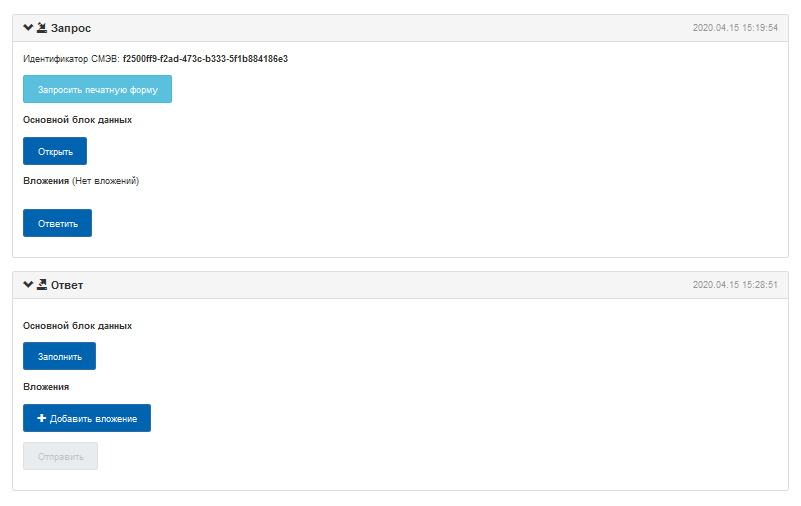 Запрос 2020.04.15 15:19:54
Идентификатор СМЭВ: f2500ff9-f2ad-473c-b333-5f1b884186e3
Запросить печатную форму
Основной блок данных
Открыть
Вложения (Нет вложений)
Ответить
Ответ 2020.04.15 15:28:51
Основной блок данных
Заполнить
Вложения
Добавить вложение
Отправить